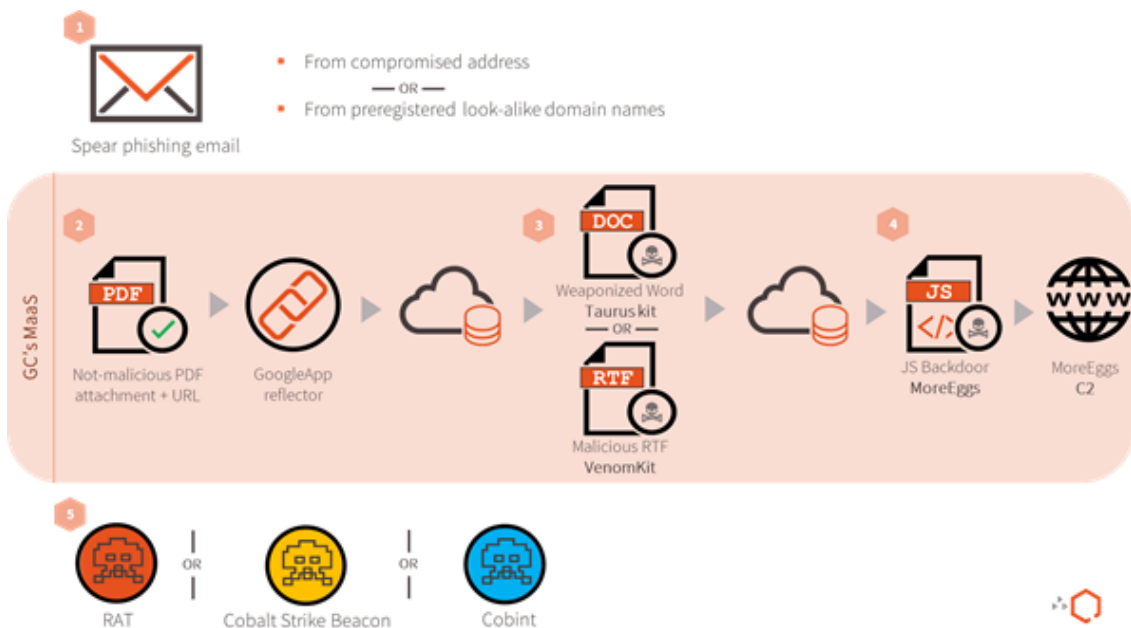 1
From compromised address
OR
From preregistered look-alike domain names
Spear phishing email
GC's MaaS
2
PDF
Not-malicious PDF
attachment + URL
GoogleApp
reflector
3
DOC
Weaponized Word
Taurus kit
OR
RTF
Malicious RTF
VenomKit
4
JS
</>
JS Backdoor
MoreEggs
WWW
MoreEggs
C2
5
RAT
OR
Cobalt Strike Beacon
OR
Cobint